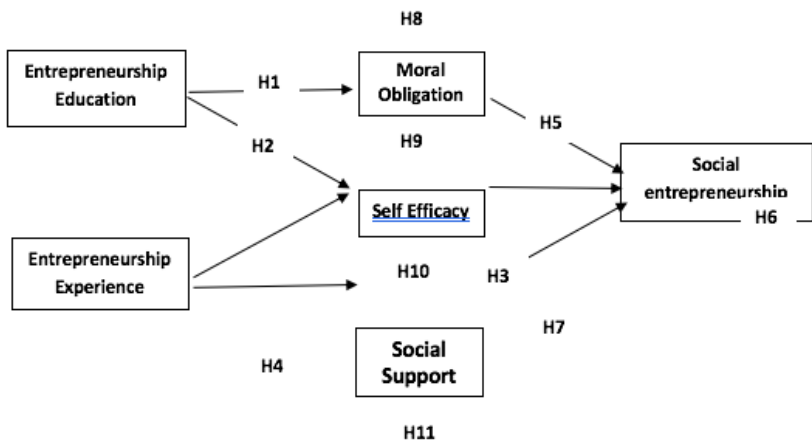 H8
Entrepreneurship
Education
H1
Moral
Obligation
H5
H2
H9
Social
entrepreneurship
H6
Self Efficacy
Entrepreneurship
Experience
H10
H3
H7
Social
Support
H4
H11